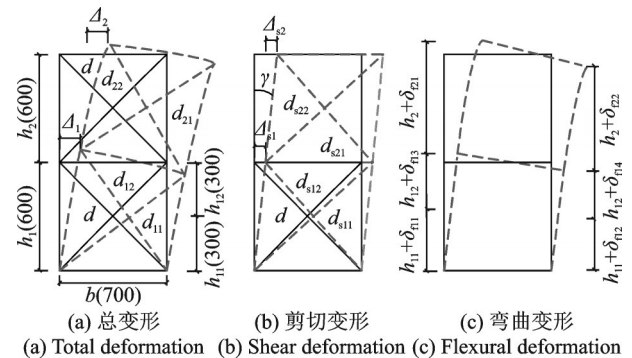 Δ₂
d
d₂₂
d₂₁
h₂(600)
Δ₁
d₁₂
d
d₁₁
h₁(600)
h₁₂(300)
h₁₁(300)
b(700)
Δₛ₂
γ
dₛ₂₂
dₛ₂₁
Δₛ₁
dₛ₁₂
dₛ₁₁
h₂+δf21
h₁₂+δf13
h₁₁+δf11
h₂+δf22
h₁₂+δf14
h₁₁+δf12
(a) 总变形 (b) 剪切变形 (c) 弯曲变形
(a) Total deformation (b) Shear deformation (c) Flexural deformation